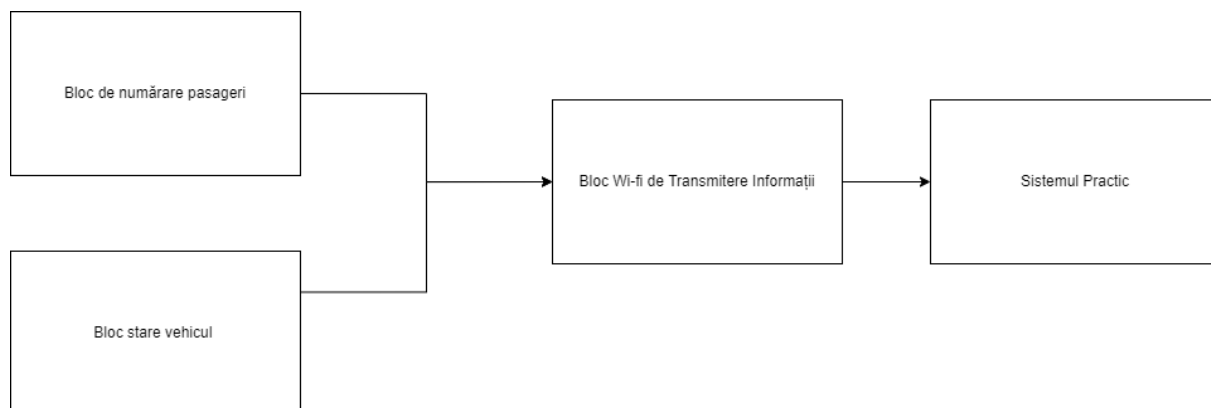 Bloc de numărare pasageri
Bloc Wi-fi de Transmitere Informații
Sistemul Practic
Bloc stare vehicul